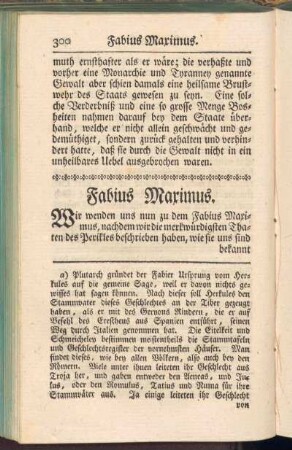 300 Fabius Maximus.
muth ernsthafter als er wäre; die verhaßte und
vorher eine Monarchie und Tyranney genannte
Gewalt aber schien damals eine heilsame Brust-
wehr des Staats gewesen zu seyn. Eine sol-
che Verderbniß und eine so grosse Menge Bos-
heiten nahmen darauf bey dem Staate über-
hand, welche er nicht allein geschwächt und ge-
demüthiget, sondern zurück gehalten und verhin-
dert hatte, daß sie durch die Gewalt nicht in ein
unheilbares Uebel ausgebrochen waren.
Fabius Maximus.
Wir wenden uns nun zu dem Fabius Maxi-
mus, nachdem wir die merkwürdigsten Tha-
ten des Perikles beschrieben haben, wie sie uns sind
bekannt
a) Plutarch gründet der Fabier Ursprung vom Her-
kules auf die gemeine Sage, weil er davon nichts ge-
wisses hat sagen können. Nach dieser soll Herkules den
Stammvater dieses Geschlechtes an der Tiber gezeugt
haben, als er mit des Geryons Rindern, die er auf
Befehl des Eurstheus aus Spanien entführt, seinen
Weg durch Italien genommen hat. Die Eitelkeit und
Schmeicheley bestimmen mehrentheils die Stammtafeln
und Geschlechtsregister der vornehmsten Häuser. Man
findet dieses, wie bey allen Völkern, also auch bey den
Römern. Viele unter ihnen leiteten ihr Geschlecht aus
Troja her, und gaben entweder den Aeneas, und Ju-
lus, oder den Romulus, Tatius und Numa für ihre
Stammväter aus. Ja einige leiteten ihr Geschlecht
von